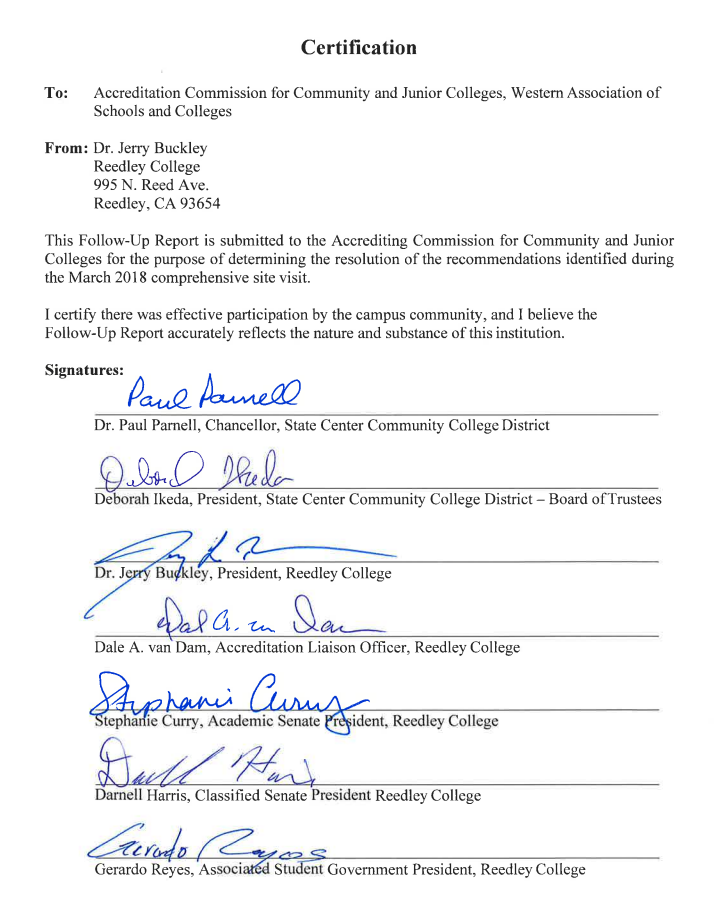 Certification
To: Accreditation Commission for Community and Junior Colleges, Western Association of
Schools and Colleges
From: Dr. Jerry Buckley
Reedley College
995 N. Reed Ave.
Reedley, CA 93654
This Follow-Up Report is submitted to the Accrediting Commission for Community and Junior
Colleges for the purpose of determining the resolution of the recommendations identified during
the March 2018 comprehensive site visit.
I certify there was effective participation by the campus community, and I believe the
Follow-Up Report accurately reflects the nature and substance of this institution.
Signatures:
Paul Parnell
Dr. Paul Parnell, Chancellor, State Center Community College District
Deborah Ikeda
Deborah Ikeda, President, State Center Community College District – Board of Trustees
Dr. Jerry Buckley, President, Reedley College
Dale A. van Dam
Dale A. van Dam, Accreditation Liaison Officer, Reedley College
Stephanie Curry
Stephanie Curry, Academic Senate President, Reedley College
Darnell Harris
Darnell Harris, Classified Senate President Reedley College
Gerardo Reyes
Gerardo Reyes, Associated Student Government President, Reedley College